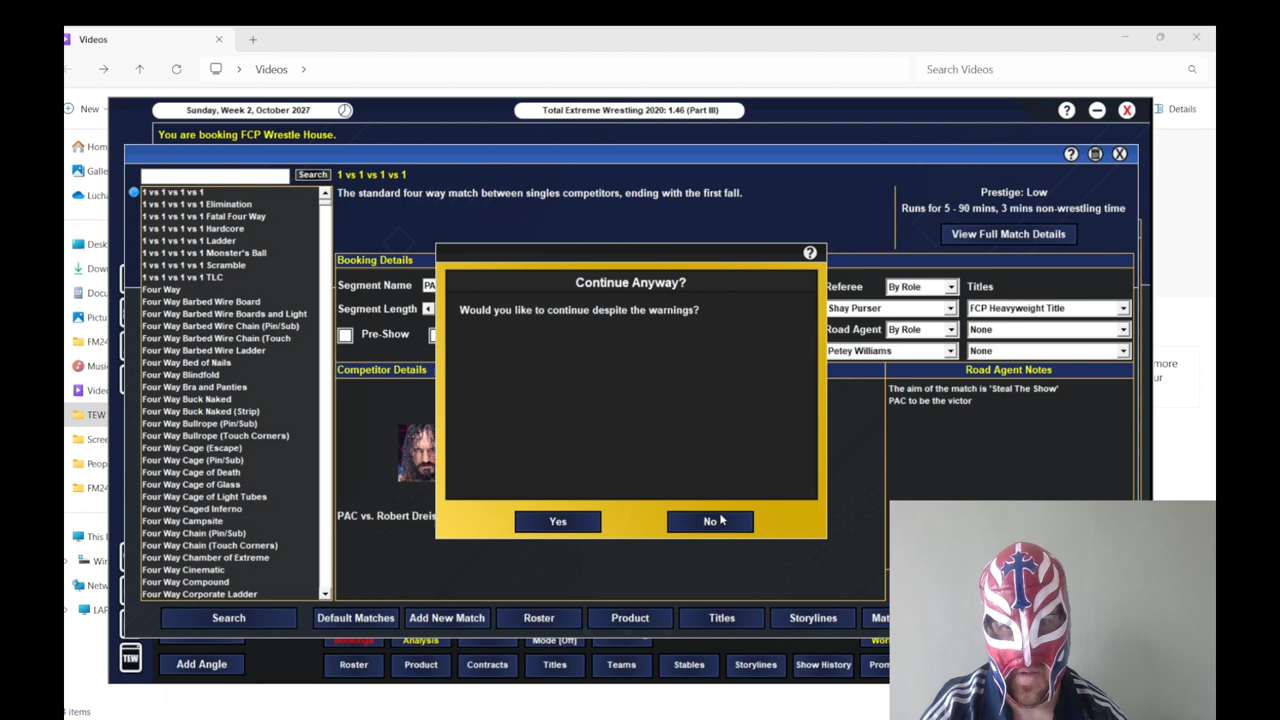 Videos
Videos
Search Videos
New
Details
Sunday, Week 2, October 2027
Total Extreme Wrestling 2020: 1.46 (Part III)
You are booking FCP Wrestle House.
Home
Search
1 vs 1 vs 1 vs 1
The standard four way match between singles competitors, ending with the first fall.
Prestige: Low
Runs for 5 - 90 mins, 3 mins non-wrestling time
View Full Match Details
1 vs 1 vs 1 vs 1
1 vs 1 vs 1 vs 1 Elimination
1 vs 1 vs 1 vs 1 Fatal Four Way
1 vs 1 vs 1 vs 1 Hardcore
1 vs 1 vs 1 vs 1 Ladder
1 vs 1 vs 1 vs 1 Monster's Ball
1 vs 1 vs 1 vs 1 Scramble
1 vs 1 vs 1 vs 1 TLC
Four Way
Four Way Barbed Wire Board
Four Way Barbed Wire Boards and Light
Four Way Barbed Wire Chain (Pin/Sub)
Four Way Barbed Wire Chain (Touch
Four Way Barbed Wire Ladder
Four Way Bed of Nails
Four Way Blindfold
Four Way Bra and Panties
Four Way Buck Naked
Four Way Buck Naked (Strip)
Four Way Bullrope (Pin/Sub)
Four Way Bullrope (Touch Corners)
Four Way Cage (Escape)
Four Way Cage (Pin/Sub)
Four Way Cage of Death
Four Way Cage of Glass
Four Way Cage of Light Tubes
Four Way Caged Inferno
Four Way Campsite
Four Way Chain (Pin/Sub)
Four Way Chain (Touch Corners)
Four Way Chamber of Extreme
Four Way Cinematic
Four Way Compound
Four Way Corporate Ladder
Booking Details
Segment Name PA
Segment Length
Pre-Show
Competitor Details
PAC vs. Robert Dreis
Continue Anyway?
Would you like to continue despite the warnings?
Yes
No
Referee
By Role
Titles
Shay Purser
FCP Heavyweight Title
Road Agent
By Role
None
Petey Williams
None
Road Agent Notes
The aim of the match is 'Steal The Show'
PAC to be the victor
more
Search
Default Matches
Add New Match
Roster
Product
Titles
Storylines
Bookings
Analysis
Mode [Off]
TEW
Add Angle
Roster
Product
Contracts
Titles
Teams
Stables
Storylines
Show History
TEW
FM24
FM24
This
items